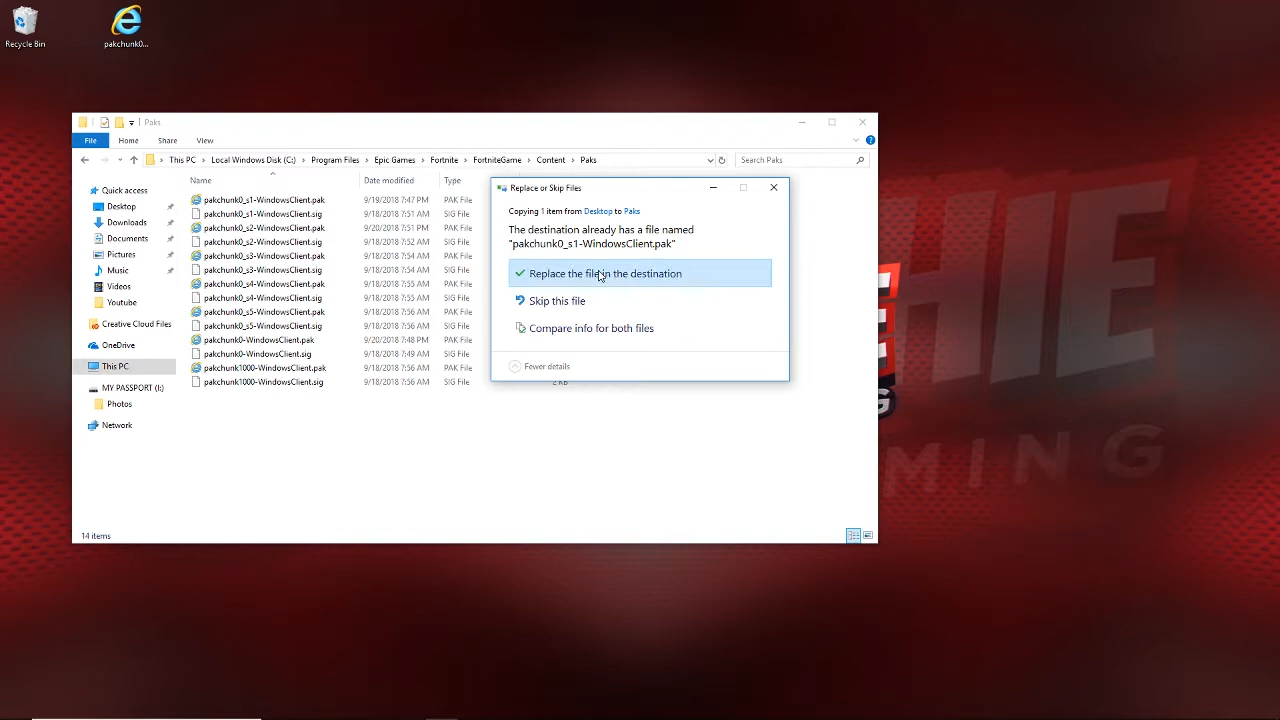 Recycle Bin
pakchunk0...
Paks
File Home Share View
This PC Local Windows Disk (C:) Program Files Epic Games Fortnite FortniteGame Content Paks
Search Paks
Name Date modified Type
Quick access
Desktop
Downloads
Documents
Pictures
Music
Videos
Youtube
Creative Cloud Files
OneDrive
This PC
MY PASSPORT (I:)
Photos
Network
pakchunk0_s1-WindowsClient.pak 9/19/2018 7:47 PM PAK File
pakchunk0_s1-WindowsClient.sig 9/18/2018 7:51 AM SIG File
pakchunk0_s2-WindowsClient.pak 9/20/2018 7:51 PM PAK File
pakchunk0_s2-WindowsClient.sig 9/18/2018 7:52 AM SIG File
pakchunk0_s3-WindowsClient.pak 9/18/2018 7:54 AM PAK File
pakchunk0_s3-WindowsClient.sig 9/18/2018 7:54 AM SIG File
pakchunk0_s4-WindowsClient.pak 9/18/2018 7:55 AM PAK File
pakchunk0_s4-WindowsClient.sig 9/18/2018 7:55 AM SIG File
pakchunk0_s5-WindowsClient.pak 9/18/2018 7:56 AM PAK File
pakchunk0_s5-WindowsClient.sig 9/18/2018 7:56 AM SIG File
pakchunk0-WindowsClient.pak 9/20/2018 7:48 PM PAK File
pakchunk0-WindowsClient.sig 9/18/2018 7:49 AM SIG File
pakchunk1000-WindowsClient.pak 9/18/2018 7:56 AM PAK File
pakchunk1000-WindowsClient.sig 9/18/2018 7:56 AM SIG File 2 KB
14 items
Replace or Skip Files
Copying 1 item from Desktop to Paks
The destination already has a file named
"pakchunk0_s1-WindowsClient.pak"
Replace the file in the destination
Skip this file
Compare info for both files
Fewer details